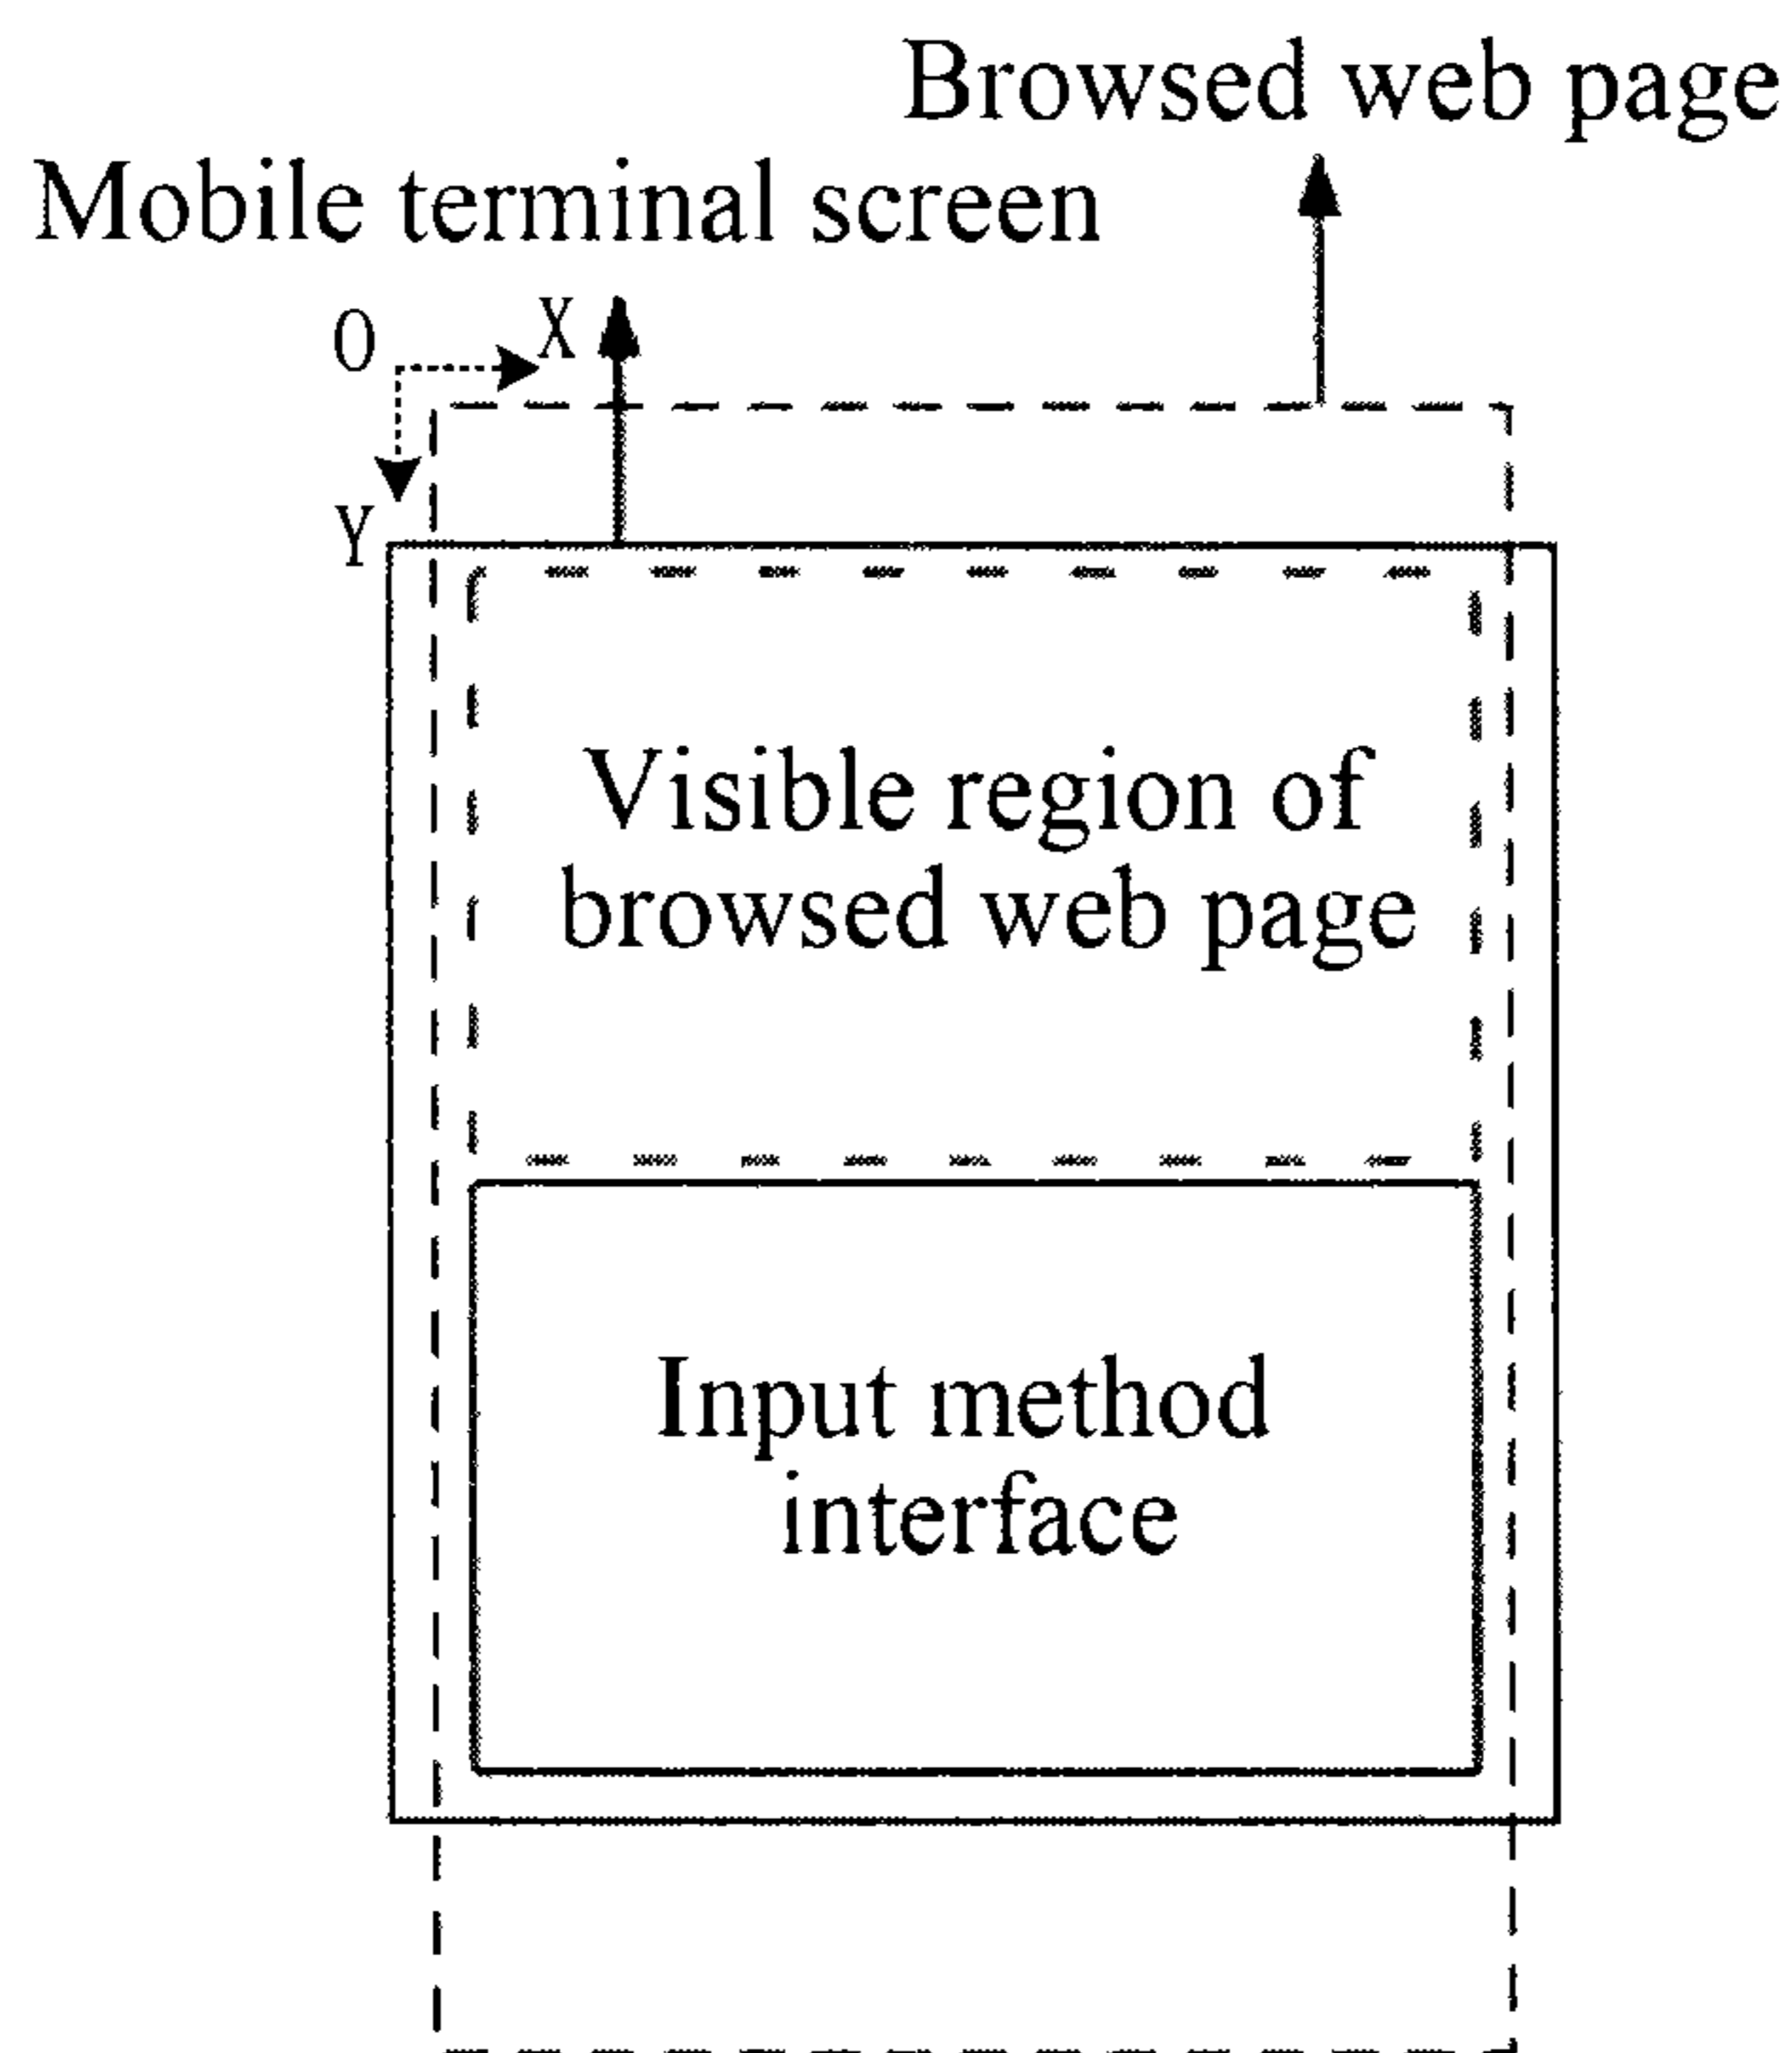 Browsed web page
Mobile terminal screen
O
X
Y
Visible region of
browsed web page
Input method
interface